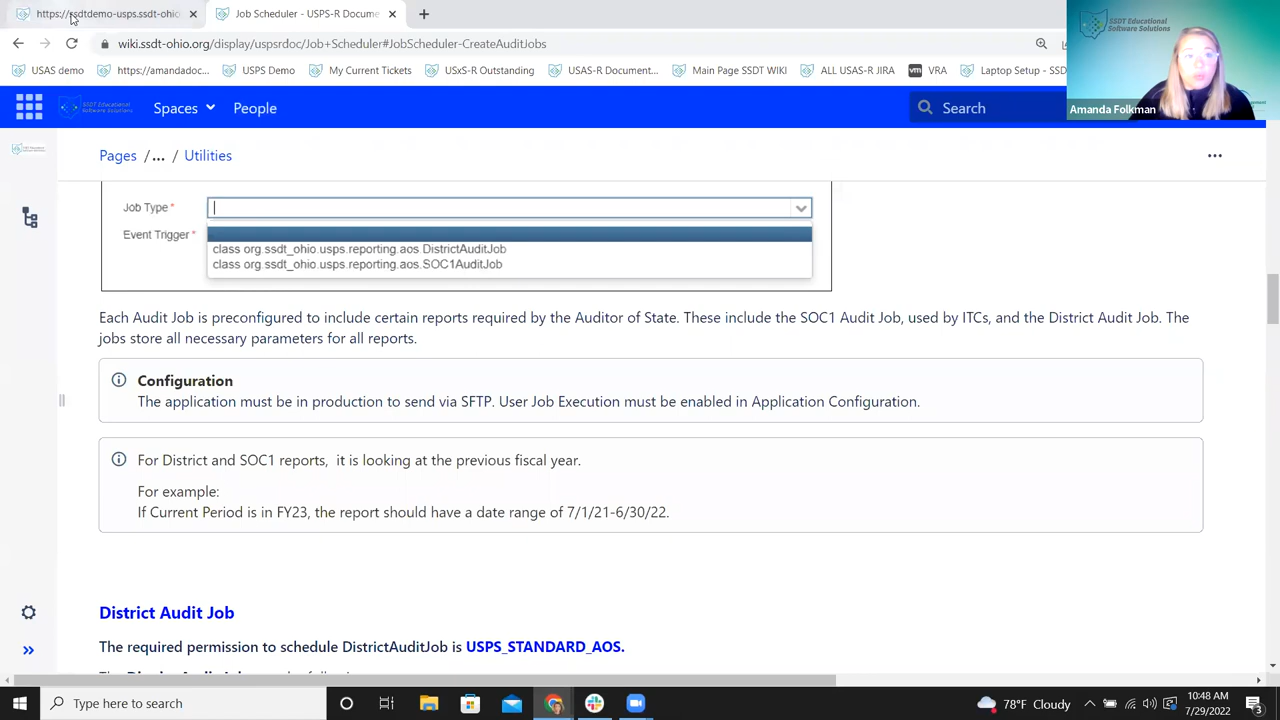 https://ssdtdemo-usps.ssdt-ohio
Job Scheduler - USPS-R Docume
wiki.ssdt-ohio.org/display/uspsrdoc/Job+Scheduler#JobScheduler-CreateAuditJobs
USAS demo
https://amandadoc...
USPS Demo
My Current Tickets
USxS-R Outstanding
USAS-R Document...
Main Page SSDT WIKI
ALL USAS-R JIRA
vm VRA
Laptop Setup - SSD
SSDT Educational
Software Solutions
Amanda Folkman
Spaces
People
Search
Pages /... / Utilities
Job Type *
Event Trigger *
class org.ssdt_ohio.usps.reporting.aos.DistrictAuditJob
class org.ssdt_ohio.usps.reporting.aos.SOC1AuditJob
Each Audit Job is preconfigured to include certain reports required by the Auditor of State. These include the SOC1 Audit Job, used by ITCs, and the District Audit Job. The
jobs store all necessary parameters for all reports.
Configuration
The application must be in production to send via SFTP. User Job Execution must be enabled in Application Configuration.
For District and SOC1 reports, it is looking at the previous fiscal year.
For example:
If Current Period is in FY23, the report should have a date range of 7/1/21-6/30/22.
District Audit Job
The required permission to schedule DistrictAuditJob is USPS_STANDARD_AOS.
Type here to search
78°F Cloudy
10:48 AM
7/29/2022
3